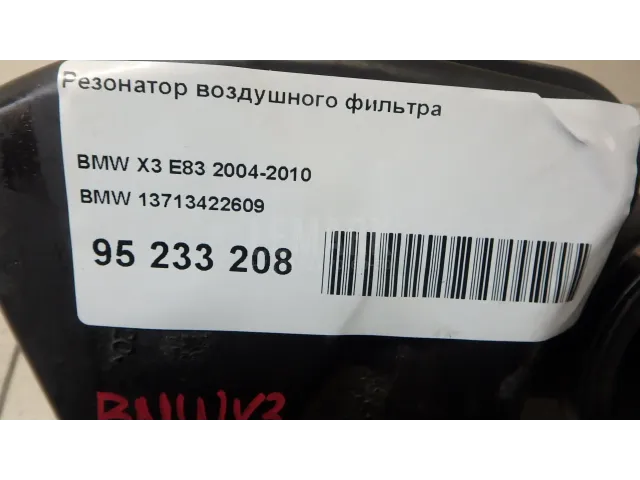 Резонатор воздушного фильтра
BMW X3 E83 2004-2010
BMW 13713422609
95 233 208
BMW X3